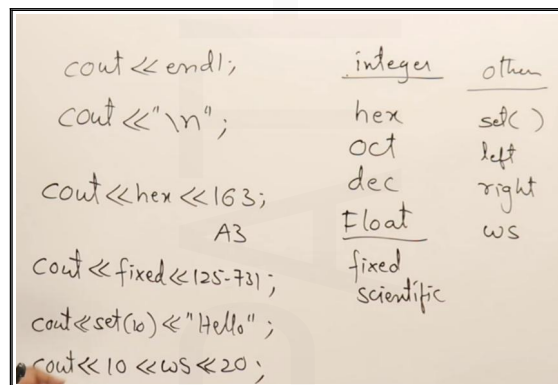 cout << endl;
cout << "\n";
cout << hex << 163;
A3
cout << fixed << 125.731;
cout << set(10) << "Hello";
cout << 10 << ws << 20;
integer
hex
oct
dec
Float
fixed
scientific
other
set( )
left
right
ws